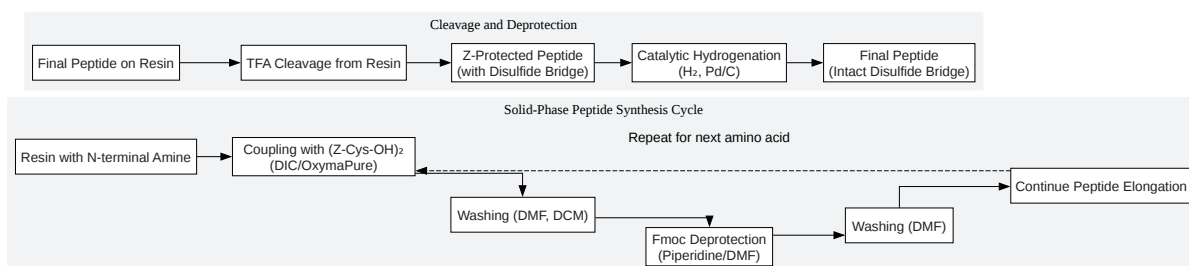 Cleavage and Deprotection
Final Peptide on Resin
TFA Cleavage from Resin
Z-Protected Peptide
(with Disulfide Bridge)
Catalytic Hydrogenation
(H₂, Pd/C)
Final Peptide
(Intact Disulfide Bridge)
Solid-Phase Peptide Synthesis Cycle
Repeat for next amino acid
Resin with N-terminal Amine
Coupling with (Z-Cys-OH)₂
(DIC/OxymaPure)
Washing (DMF, DCM)
Fmoc Deprotection
(Piperidine/DMF)
Washing (DMF)
Continue Peptide Elongation